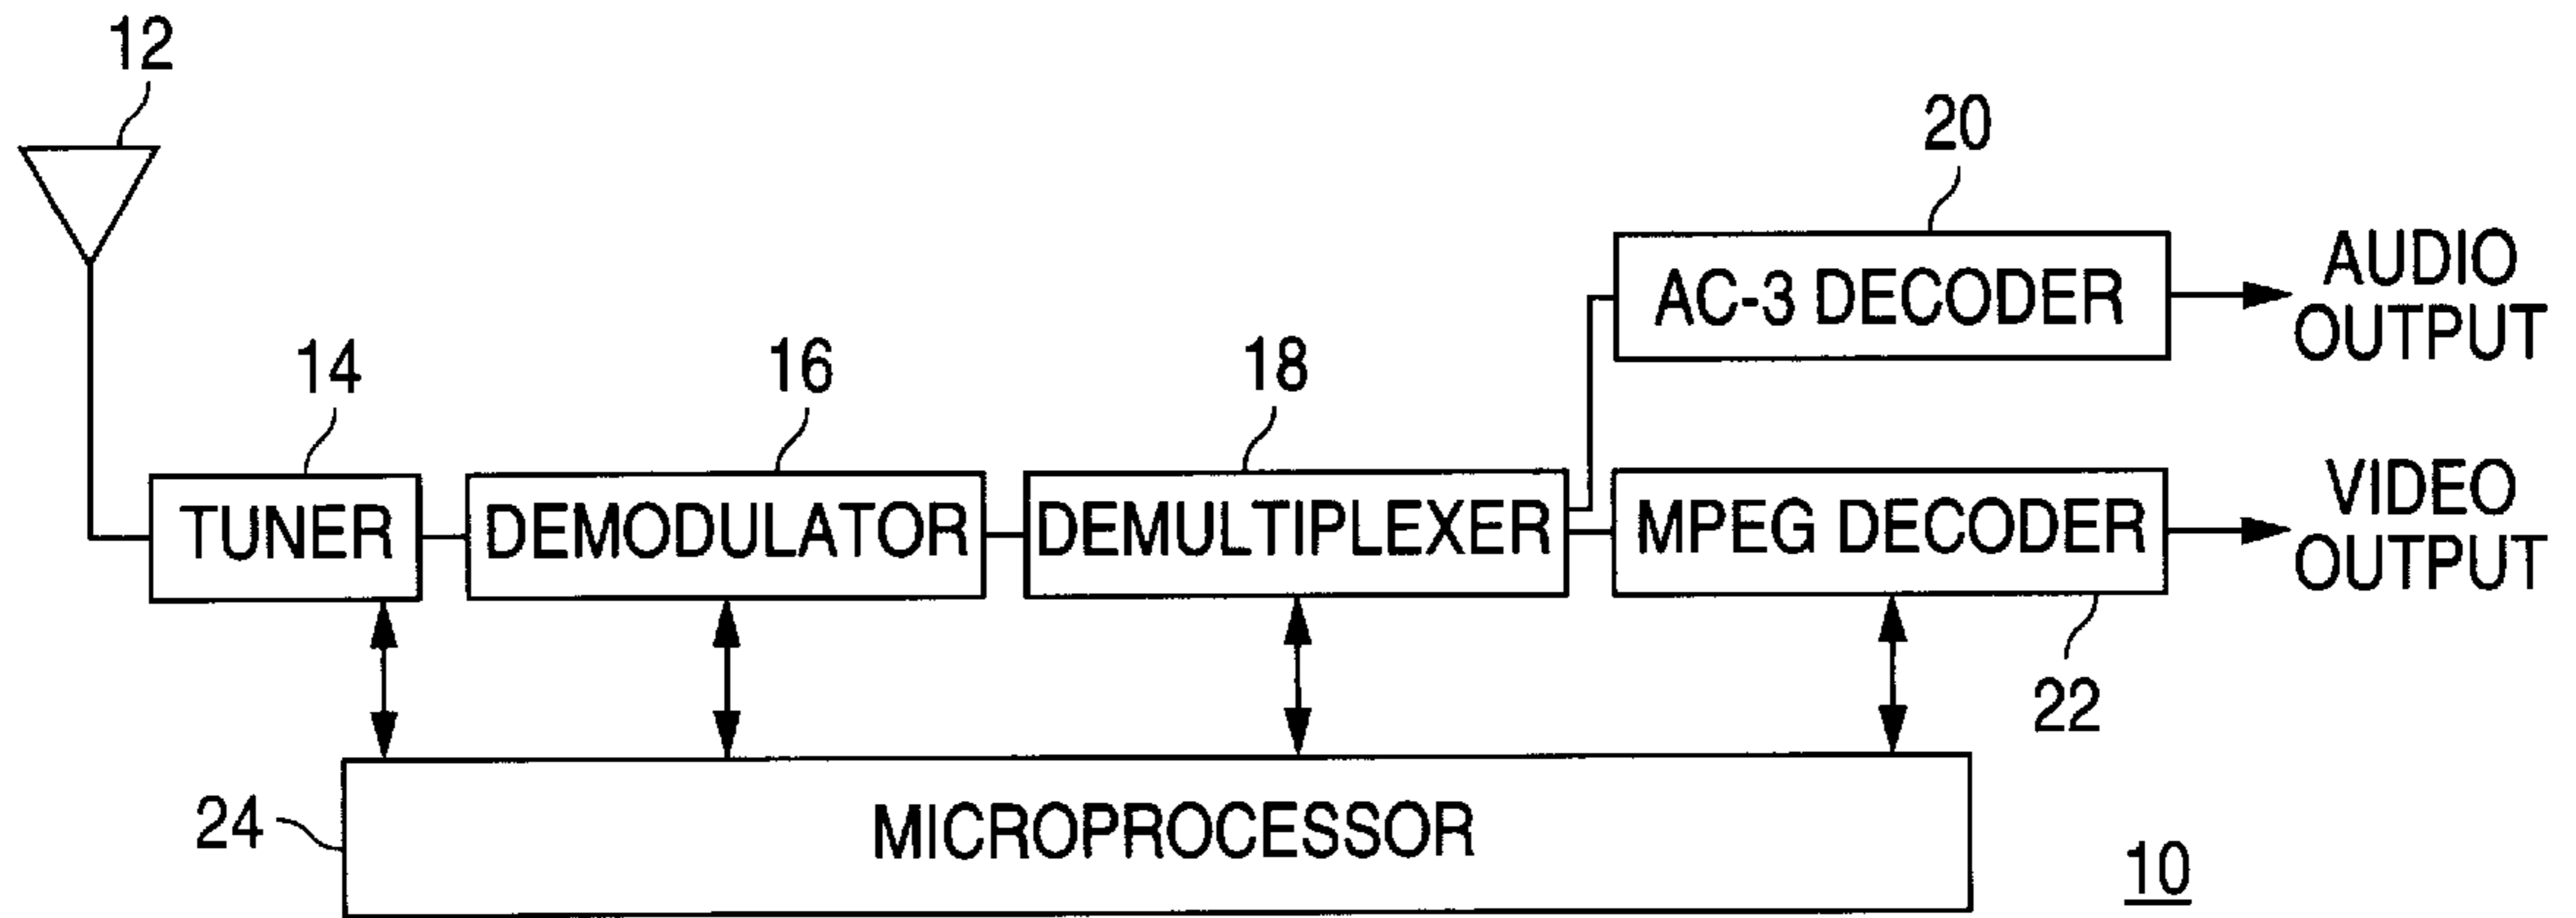 12
20
AC-3 DECODER
AUDIO
OUTPUT
14
16
18
TUNER
DEMODULATOR
DEMULTIPLEXER
MPEG DECODER
VIDEO
OUTPUT
22
24
MICROPROCESSOR
10